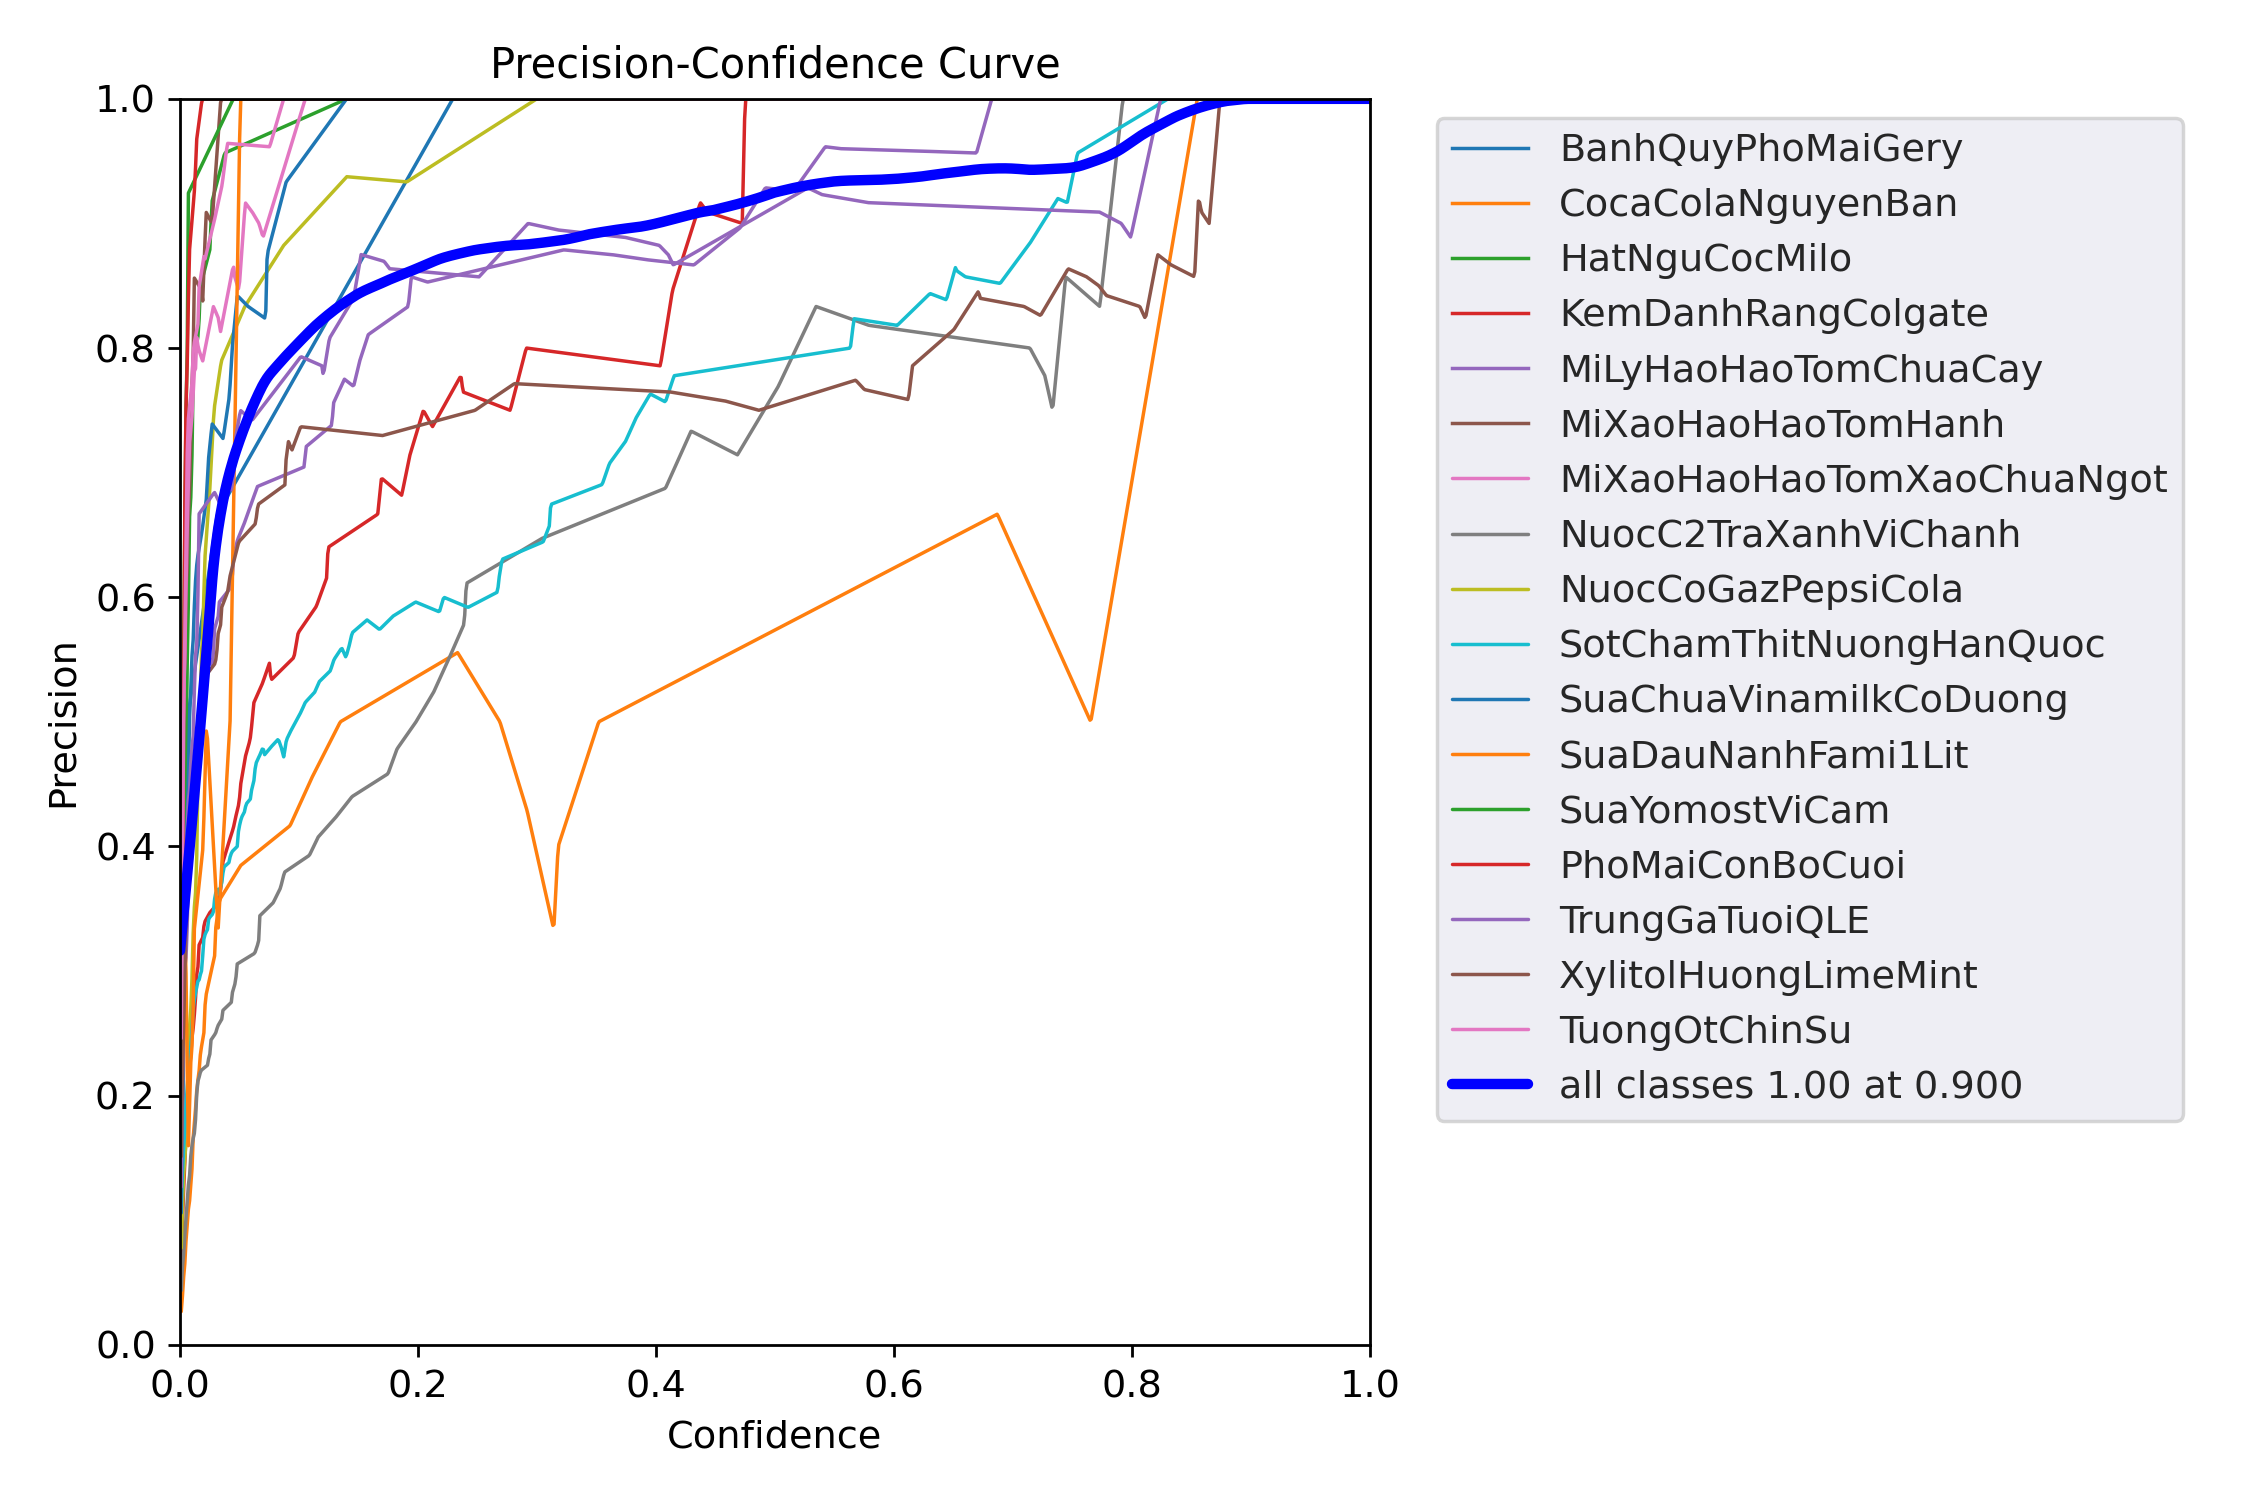 Precision-Confidence Curve
1.0
0.8
0.6
0.4
0.2
0.0
Precision
0.0 0.2 0.4 0.6 0.8 1.0
Confidence
BanhQuyPhoMaiGery
CocaColaNguyenBan
HatNguCocMilo
KemDanhRangColgate
MiLyHaoHaoTomChuaCay
MiXaoHaoHaoTomHanh
MiXaoHaoHaoTomXaoChuaNgot
NuocC2TraXanhViChanh
NuocCoGazPepsiCola
SotChamThitNuongHanQuoc
SuaChuaVinamilkCoDuong
SuaDauNanhFami1Lit
SuaYomostViCam
PhoMaiConBoCuoi
TrungGaTuoiQLE
XylitolHuongLimeMint
TuongOtChinSu
all classes 1.00 at 0.900